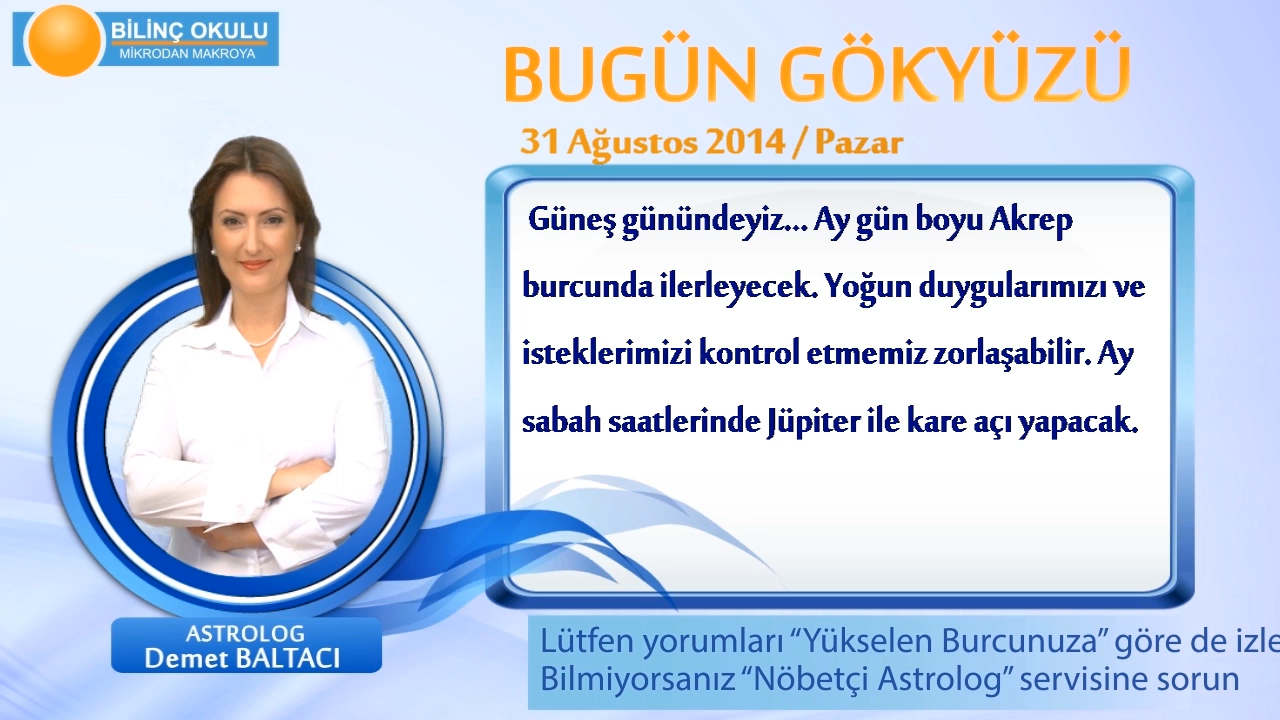 BİLİNÇ OKULU
MİKRODAN MAKROYA
BUGÜN GÖKYÜZÜ
31 Ağustos 2014 / Pazar
Güneş günündeyiz... Ay gün boyu Akrep
burcunda ilerleyecek. Yoğun duygularımızı ve
isteklerimizi kontrol etmemiz zorlaşabilir. Ay
sabah saatlerinde Jüpiter ile kare açı yapacak.
ASTROLOG
Demet BALTACI
Lütfen yorumları “Yükselen Burcunuza” göre de izle
Bilmiyorsanız “Nöbetçi Astrolog” servisine sorun